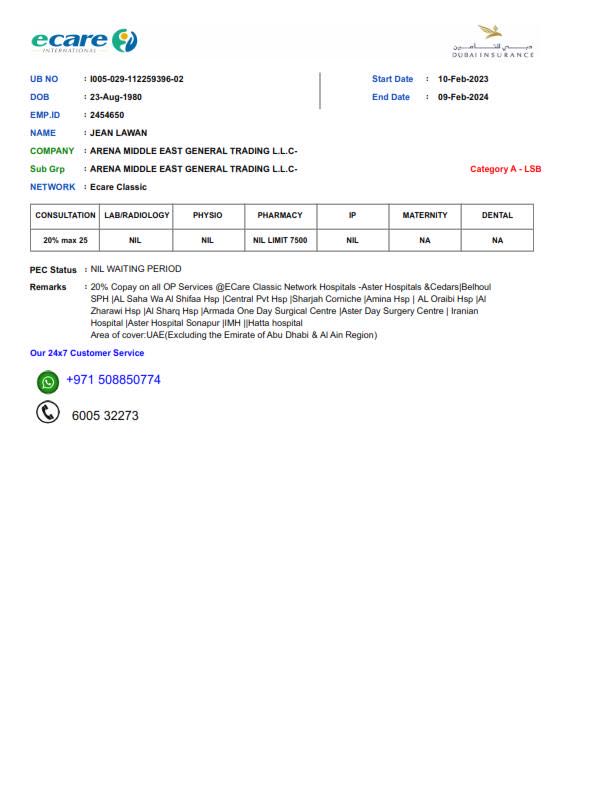 ecare
INTERNATIONAL
دبي للتأمين
DUBAI INSURANCE
UB NO : I005-029-112259396-02
Start Date : 10-Feb-2023
DOB : 23-Aug-1980
End Date : 09-Feb-2024
EMP.ID : 2454650
NAME : JEAN LAWAN
COMPANY : ARENA MIDDLE EAST GENERAL TRADING L.L.C-
Sub Grp : ARENA MIDDLE EAST GENERAL TRADING L.L.C-
Category A - LSB
NETWORK : Ecare Classic
CONSULTATION LAB/RADIOLOGY PHYSIO PHARMACY IP MATERNITY DENTAL
20% max 25 NIL NIL NIL LIMIT 7500 NIL NA NA
PEC Status : NIL WAITING PERIOD
Remarks : 20% Copay on all OP Services @ECare Classic Network Hospitals -Aster Hospitals &Cedars|Belhoul
SPH |AL Saha Wa Al Shifaa Hsp |Central Pvt Hsp |Sharjah Corniche |Amina Hsp | AL Oraibi Hsp |Al
Zharawi Hsp |Al Sharq Hsp |Armada One Day Surgical Centre |Aster Day Surgery Centre | Iranian
Hospital |Aster Hospital Sonapur |IMH ||Hatta hospital
Area of cover:UAE(Excluding the Emirate of Abu Dhabi & Al Ain Region)
Our 24x7 Customer Service
+971 508850774
6005 32273